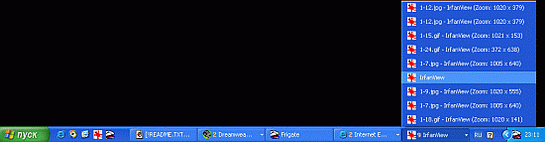 1-12.jpg - IrfanView (Zoom: 1020 x 379)
1-12.jpg - IrfanView (Zoom: 1020 x 379)
1-15.gif - IrfanView (Zoom: 1021 x 153)
1-24.gif - IrfanView (Zoom: 372 x 638)
1-7.jpg - IrfanView (Zoom: 1005 x 640)
IrfanView
1-9.jpg - IrfanView (Zoom: 1020 x 555)
1-7.jpg - IrfanView (Zoom: 1005 x 640)
1-18.gif - IrfanView (Zoom: 1020 x 141)
пуск
[!README.TXT...
2 Dreamwea...
Frigate
2 Internet E...
9 IrfanView
RU
23:11